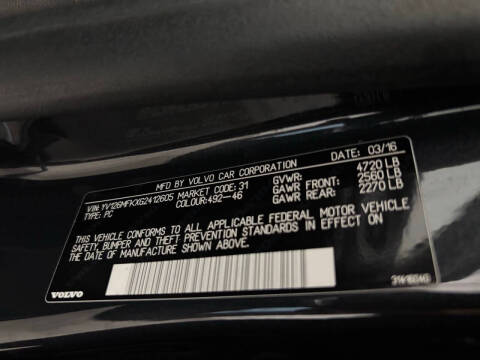 MFD BY VOLVO CAR CORPORATION DATE: 03/16
VIN: YV126MFKXG2412605 MARKET CODE: 31 GVWR: 4720 LB
TYPE: PC COLOUR:492-46 GAWR FRONT: 2560 LB
GAWR REAR: 2270 LB
THIS VEHICLE CONFORMS TO ALL APPLICABLE FEDERAL MOTOR VEHICLE
SAFETY, BUMPER AND THEFT PREVENTION STANDARDS IN EFFECT ON
THE DATE OF MANUFACTURE SHOWN ABOVE.
VOLVO